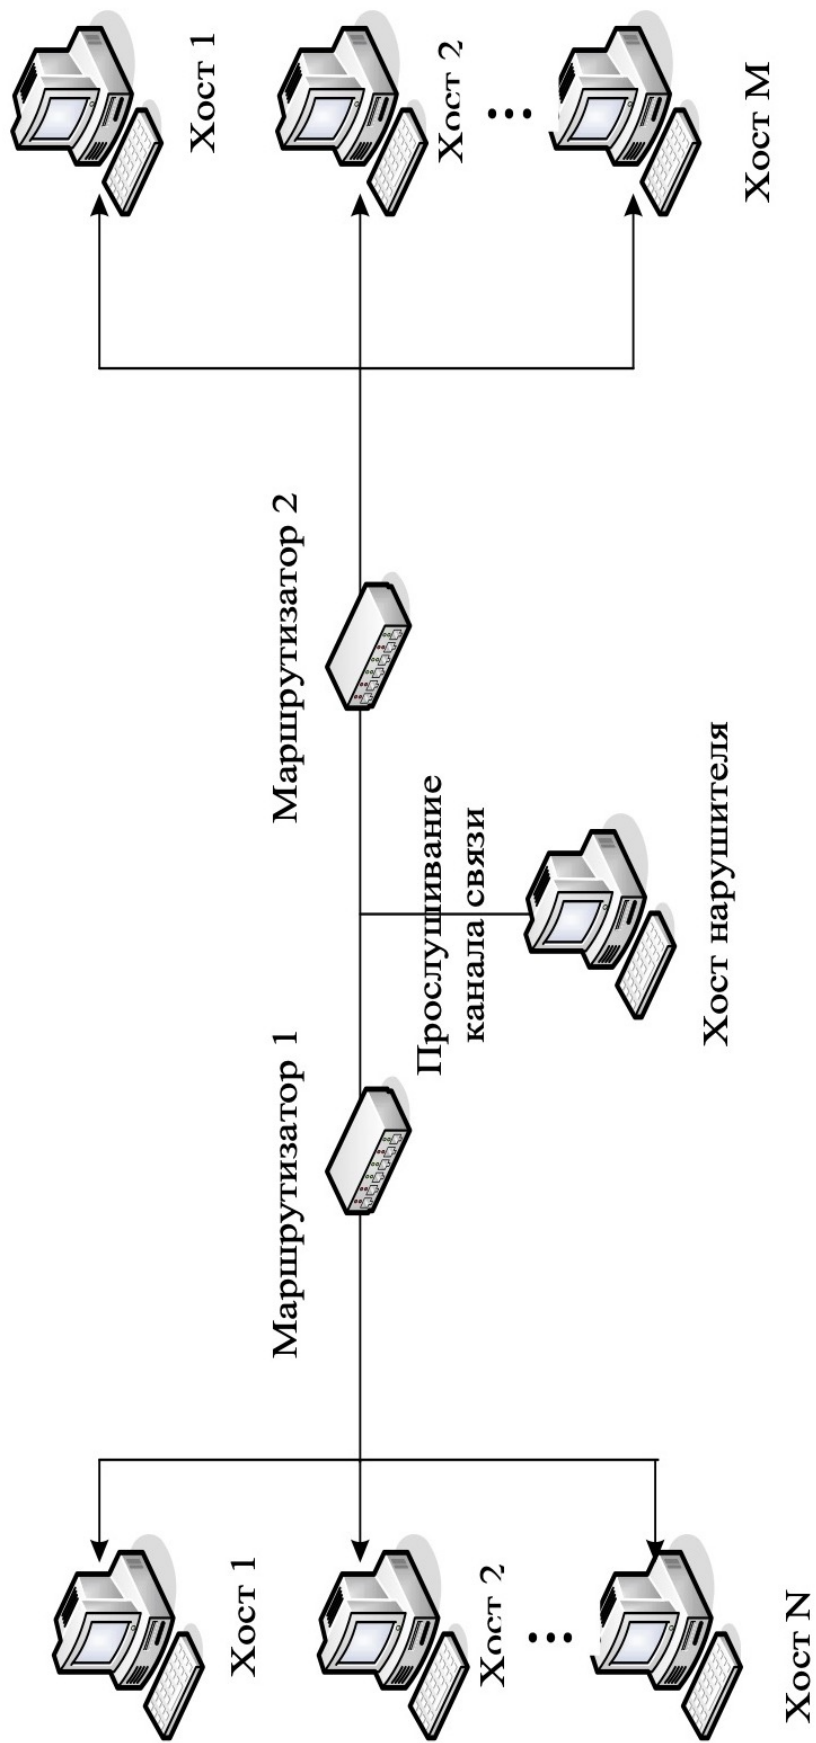 Хост 1
Хост 2
...
Хост N
Маршрутизатор 1
Прослушивание
канала связи
Хост нарушителя
Маршрутизатор 2
Хост 1
Хост 2
...
Хост M